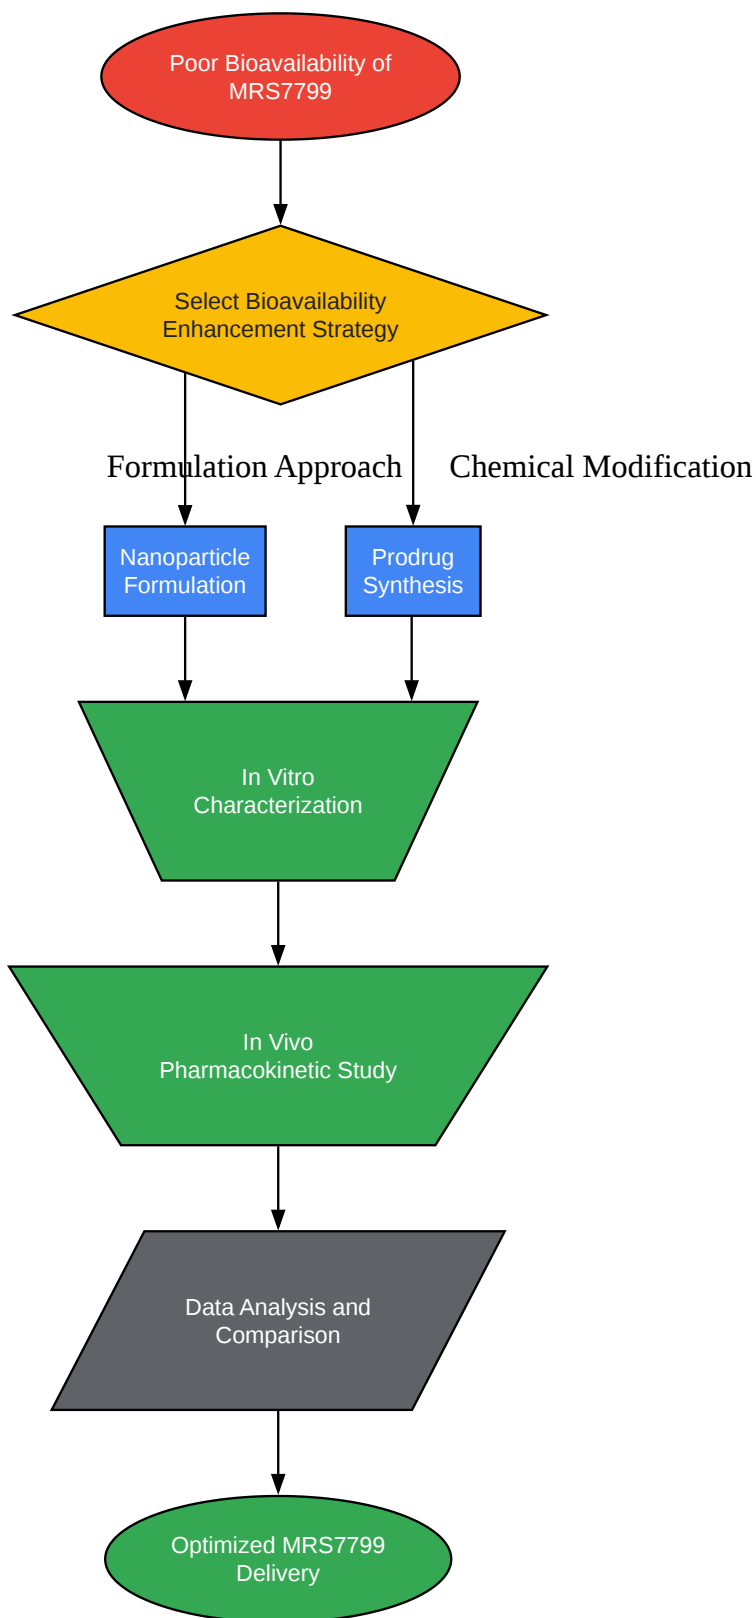 Poor Bioavailability of
MRS7799
Select Bioavailability
Enhancement Strategy
Formulation Approach
Chemical Modification
Nanoparticle
Formulation
Prodrug
Synthesis
In Vitro
Characterization
In Vivo
Pharmacokinetic Study
Data Analysis and
Comparison
Optimized MRS7799
Delivery